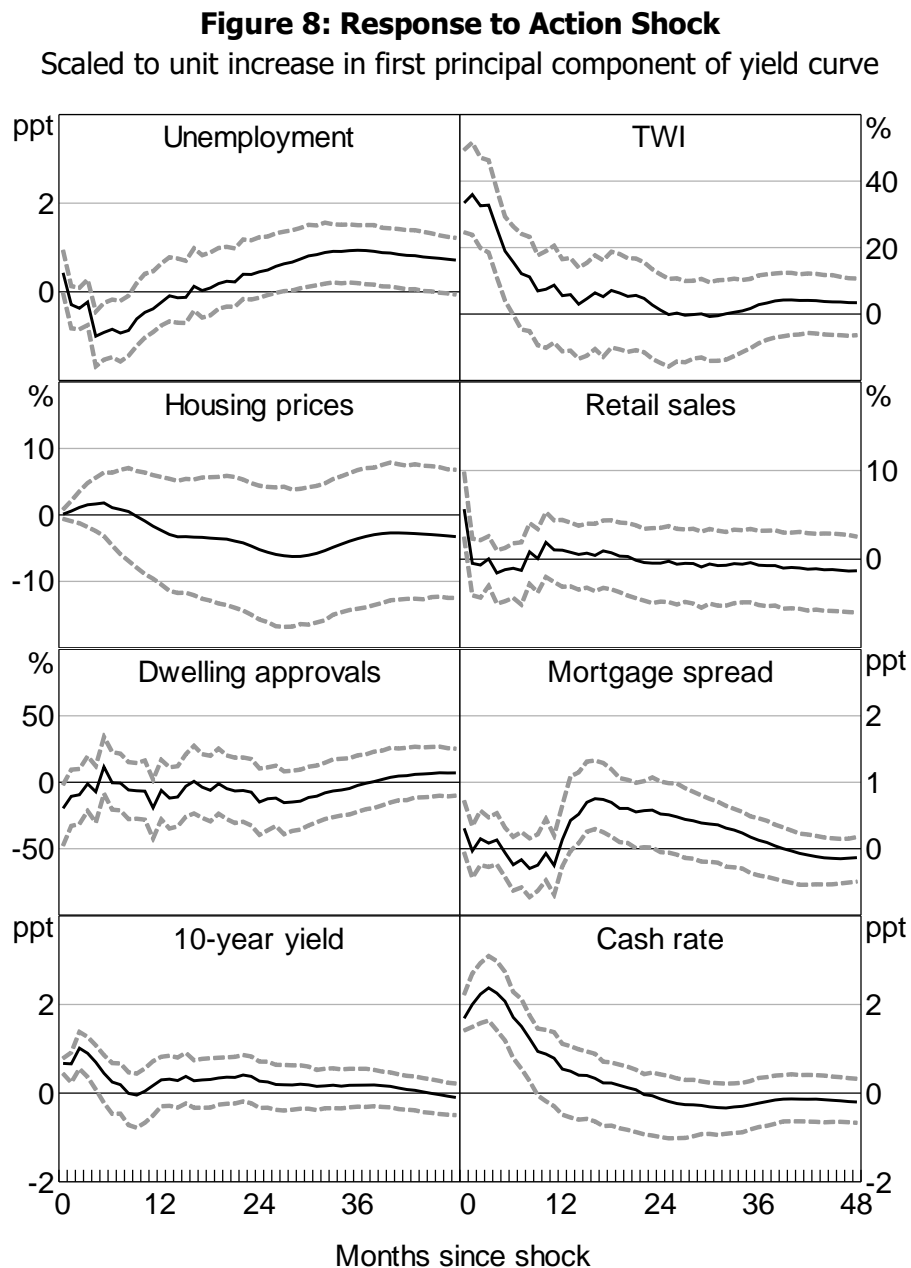 Figure 8: Response to Action Shock
Scaled to unit increase in first principal component of yield curve
ppt Unemployment TWI %
2 40
20
0 0
% Housing prices Retail sales %
10 10
0 0
-10
% Dwelling approvals Mortgage spread ppt
50 2
0 1
-50 0
ppt 10-year yield Cash rate ppt
2 2
0 0
-2 -2
0 12 24 36 0 12 24 36 48
Months since shock